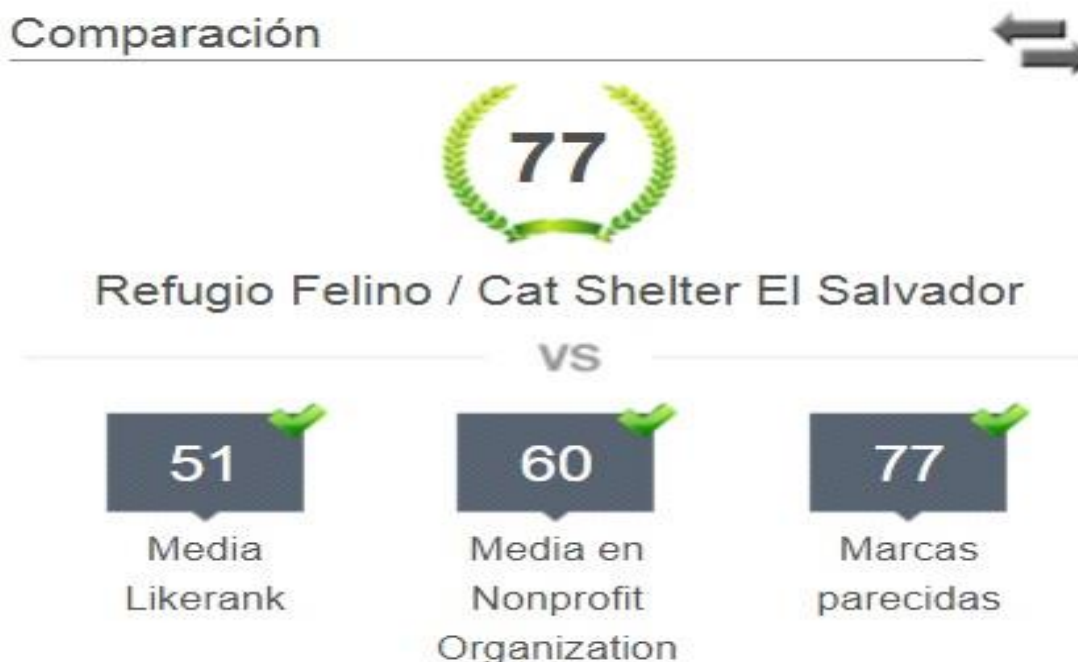 Comparación
77
Refugio Felino / Cat Shelter El Salvador
vs
51
60
77
Media
Likerank
Media en
Nonprofit
Organization
Marcas
parecidas